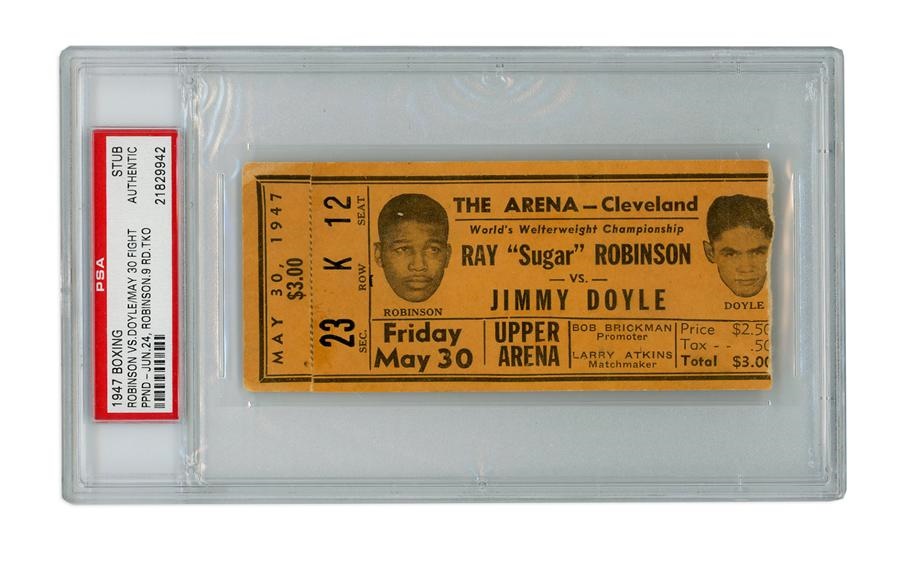 PSA
1947 BOXING
ROBINSON VS.DOYLE/MAY 30 FIGHT
PPND-JUN.24, ROBINSON.9 RD.TKO
STUB
AUTHENTIC
21829942
MAY 30, 1947
$3.00
SEC. 23
ROW K
SEAT 12
ROBINSON
THE ARENA – Cleveland
World's Welterweight Championship
RAY "Sugar" ROBINSON
— VS. —
JIMMY DOYLE
DOYLE
Friday
May 30
UPPER
ARENA
BOB BRICKMAN
Promoter
LARRY ATKINS
Matchmaker
Price $2.50
Tax - - .50
Total $3.00